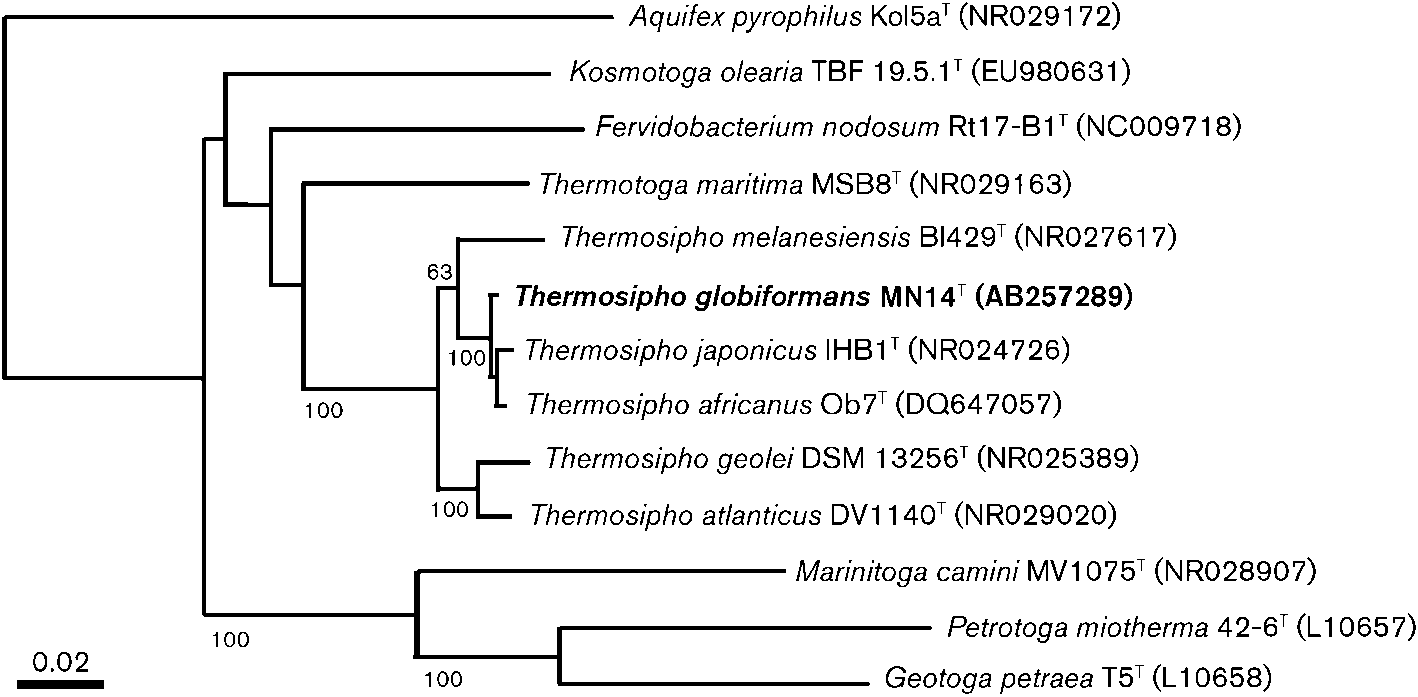 Aquifex pyrophilus Kol5aᵀ (NR029172)
Kosmotoga olearia TBF 19.5.1ᵀ (EU980631)
Fervidobacterium nodosum Rt17-B1ᵀ (NC009718)
Thermotoga maritima MSB8ᵀ (NR029163)
Thermosipho melanesiensis BI429ᵀ (NR027617)
63
Thermosipho globiformans MN14ᵀ (AB257289)
Thermosipho japonicus IHB1ᵀ (NR024726)
100
Thermosipho africanus Ob7ᵀ (DQ647057)
100
Thermosipho geolei DSM 13256ᵀ (NR025389)
100
Thermosipho atlanticus DV1140ᵀ (NR029020)
Marinitoga camini MV1075ᵀ (NR028907)
100
Petrotoga miotherma 42-6ᵀ (L10657)
0.02
100
Geotoga petraea T5ᵀ (L10658)